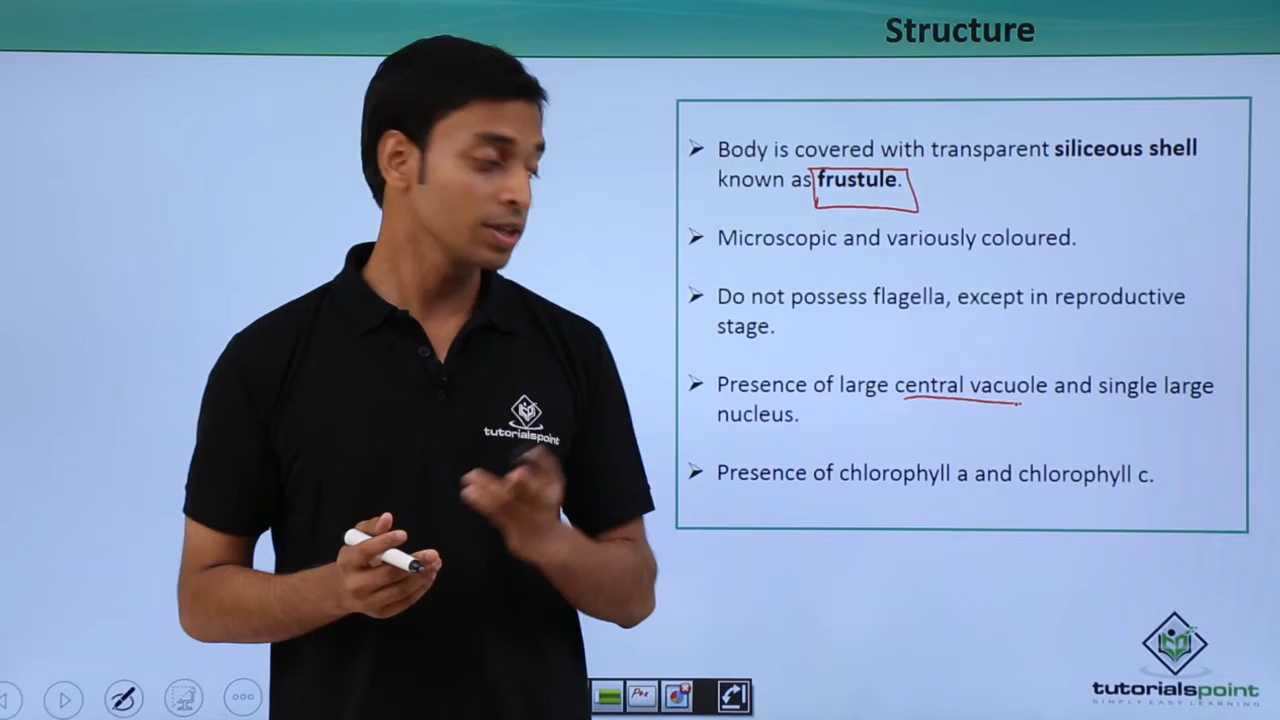 Structure
➢ Body is covered with transparent siliceous shell
known as frustule.
➢ Microscopic and variously coloured.
➢ Do not possess flagella, except in reproductive
stage.
➢ Presence of large central vacuole and single large
nucleus.
➢ Presence of chlorophyll a and chlorophyll c.
tutorialspoint
Pen
tutorialspoint
SIMPLY EASY LEARNING